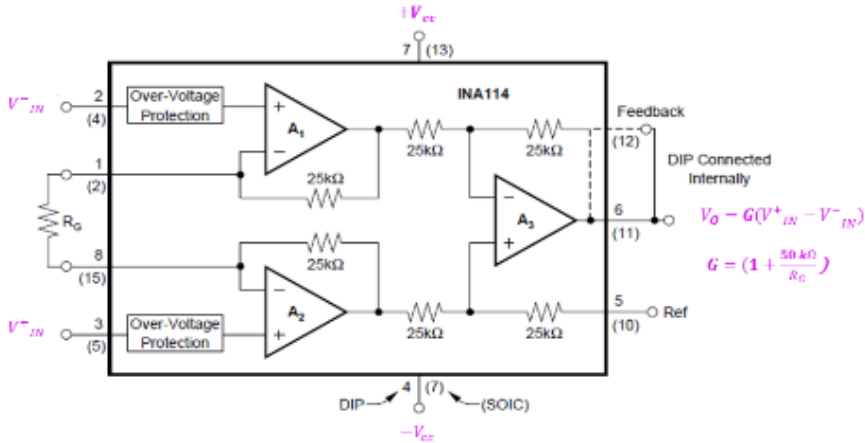 +Vcc
7 (13)
INA114
V⁻IN
2
(4)
Over-Voltage
Protection
+
A1
−
25kΩ
25kΩ
25kΩ
Feedback
(12)
DIP Connected
Internally
1
(2)
RG
8
(15)
25kΩ
−
A3
+
6
(11)
VO − G(V⁺IN − V⁻IN)
G = (1 + 50 kΩ / RG)
−
A2
+
V⁺IN
3
(5)
Over-Voltage
Protection
25kΩ
25kΩ
5
(10)
Ref
DIP
4 (7)
(SOIC)
−Vcc